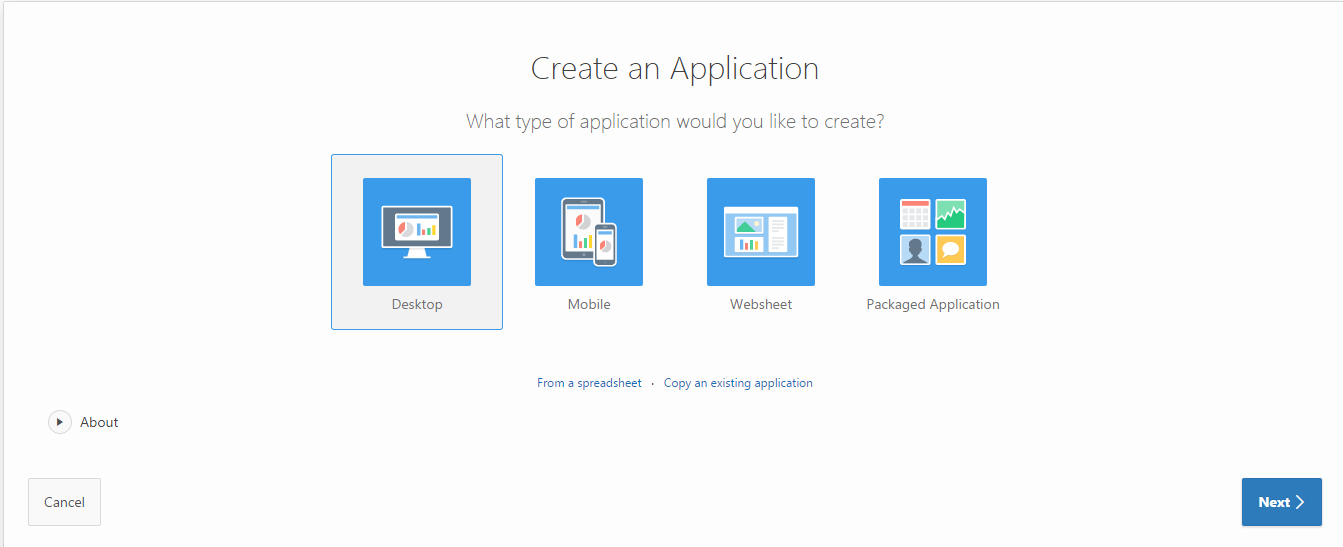 Create an Application
What type of application would you like to create?
Desktop
Mobile
Websheet
Packaged Application
From a spreadsheet · Copy an existing application
About
Cancel
Next